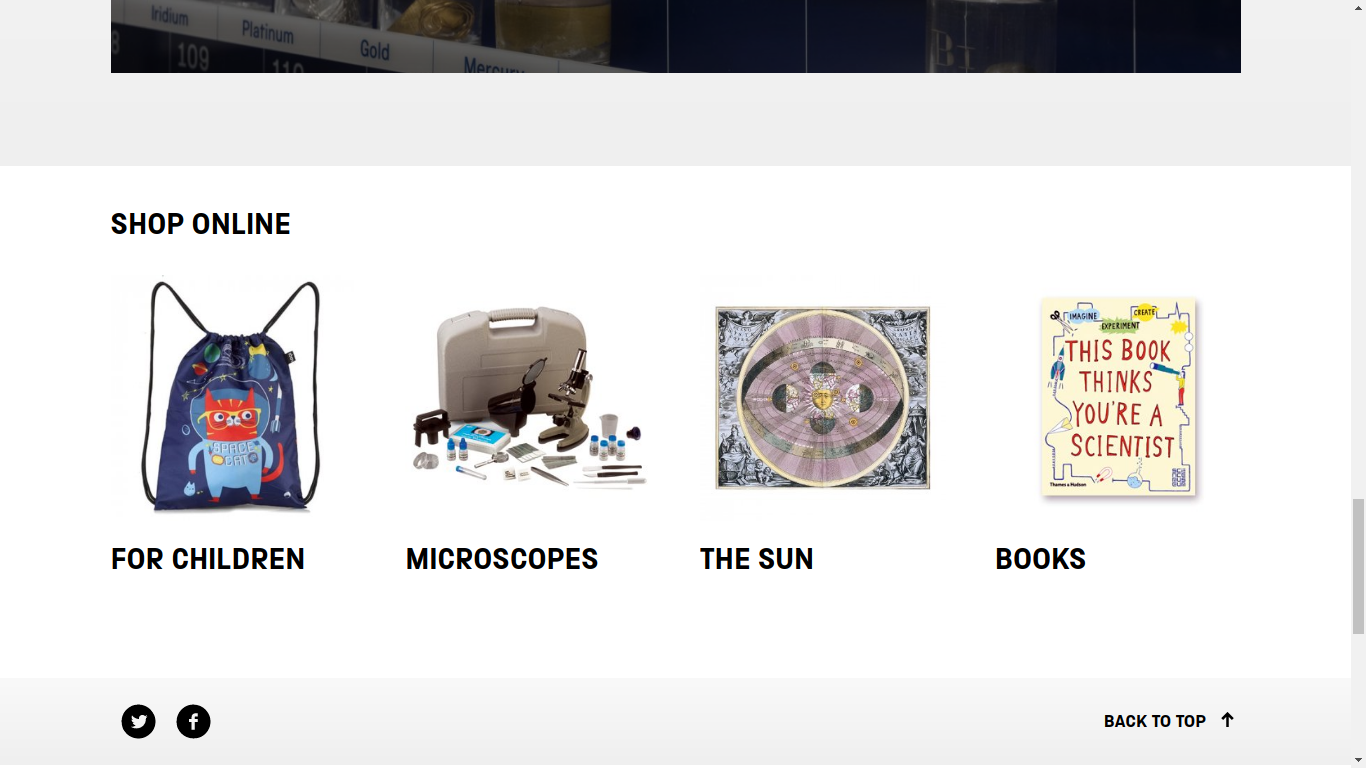 Iridium
Platinum
Gold
Mercury
109
110
BI
SHOP ONLINE
SPACE
CAT
IMAGINE
CREATE
EXPERIMENT
THIS BOOK
THINKS
YOU'RE A
SCIENTIST
Thames & Hudson
FOR CHILDREN
MICROSCOPES
THE SUN
BOOKS
BACK TO TOP